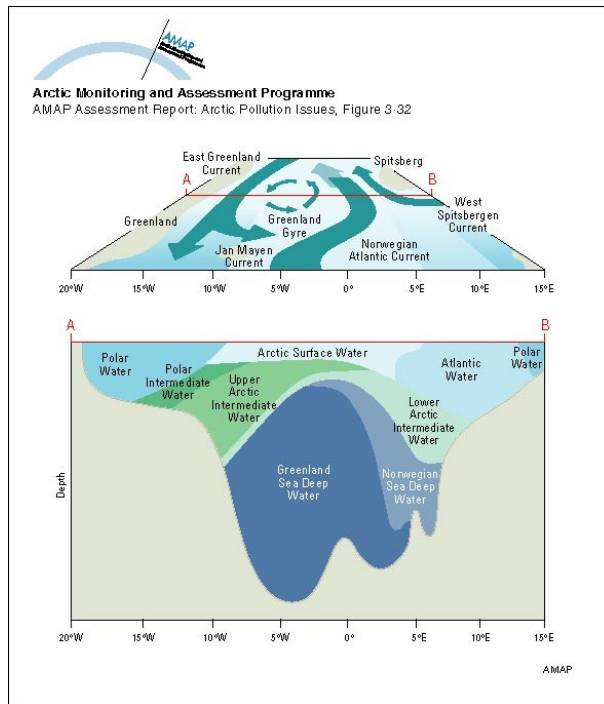 AMAP
Arctic Monitoring and Assessment Programme
AMAP Assessment Report: Arctic Pollution Issues, Figure 3·32
East Greenland
Current
Spitsberg
A
B
Greenland
Greenland
Gyre
West
Spitsbergen
Current
Jan Mayen
Current
Norwegian
Atlantic Current
20°W 15°W 10°W 5°W 0° 5°E 10°E 15°E
A
B
Polar
Water
Polar
Intermediate
Water
Arctic Surface Water
Upper
Arctic
Intermediate
Water
Atlantic
Water
Polar
Water
Lower
Arctic
Intermediate
Water
Greenland
Sea Deep
Water
Norwegian
Sea Deep
Water
Depth
20°W 15°W 10°W 5°W 0° 5°E 10°E 15°E
AMAP